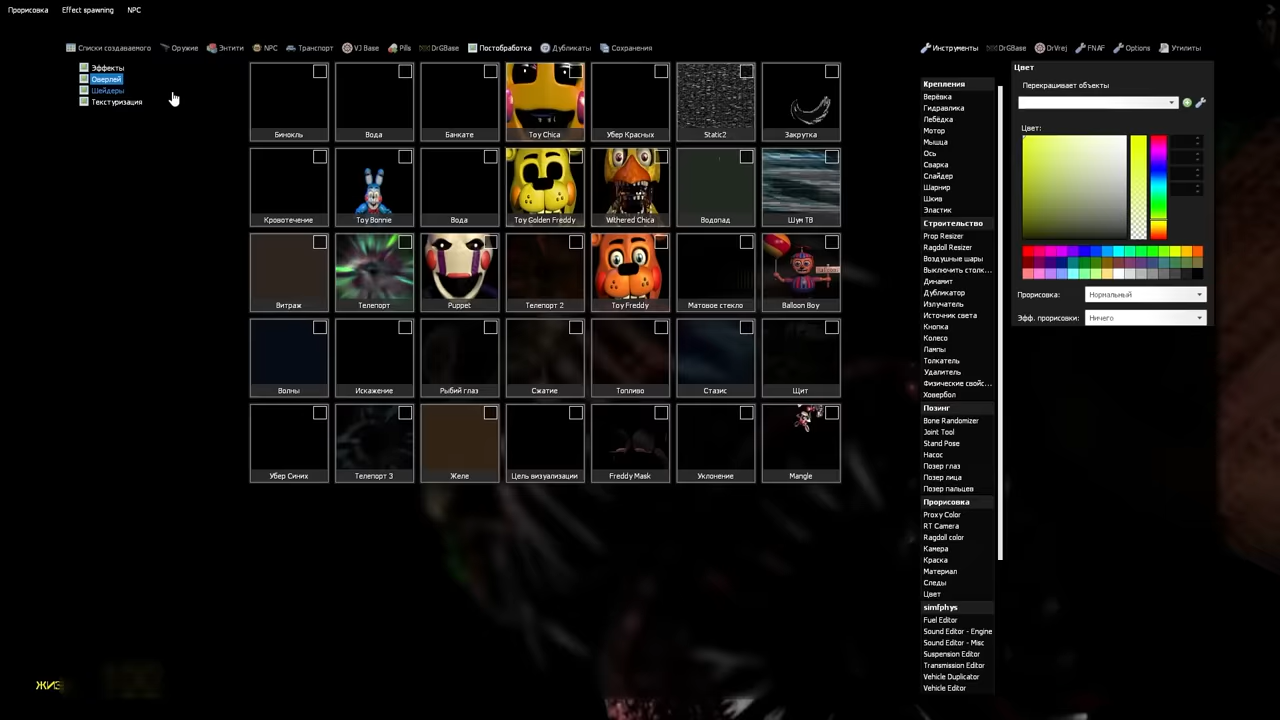 Прорисовка Effect spawning NPC
Списки создаваемого Оружие Энтити NPC Транспорт VJ Base Pills DrGBase Постобработка Дубликаты Сохранения
Инструменты DrGBase DrVrej FNAF Options Утилиты
Эффекты
Оверлей
Шейдеры
Текстуризация
Бинокль Вода Банкате Toy Chica Убер Красных Static2 Закрутка
Кровотечение Toy Bonnie Вода Toy Golden Freddy Withered Chica Водопад Шум ТВ
Витраж Телепорт Puppet Телепорт 2 Toy Freddy Матовое стекло Balloon Boy
Волны Искажение Рыбий глаз Сжатие Топливо Стазис Щит
Убер Синих Телепорт 3 Желе Цель визуализации Freddy Mask Уклонение Mangle
Крепления
Верёвка
Гидравлика
Лебёдка
Мотор
Мышца
Ось
Сварка
Слайдер
Шарнир
Шкив
Эластик
Строительство
Prop Resizer
Ragdoll Resizer
Воздушные шары
Выключить столк...
Динамит
Дубликатор
Излучатель
Источник света
Кнопка
Колесо
Лампы
Толкатель
Удалитель
Физические свойс...
Ховербол
Позинг
Bone Randomizer
Joint Tool
Stand Pose
Насос
Позер глаз
Позер лица
Позер пальцев
Прорисовка
Proxy Color
RT Camera
Ragdoll color
Камера
Краска
Материал
Следы
Цвет
simfphys
Fuel Editor
Sound Editor - Engine
Sound Editor - Misc
Suspension Editor
Transmission Editor
Vehicle Duplicator
Vehicle Editor
Цвет
Перекрашивает объекты
Цвет:
Прорисовка: Нормальный
Эфф. прорисовки: Ничего